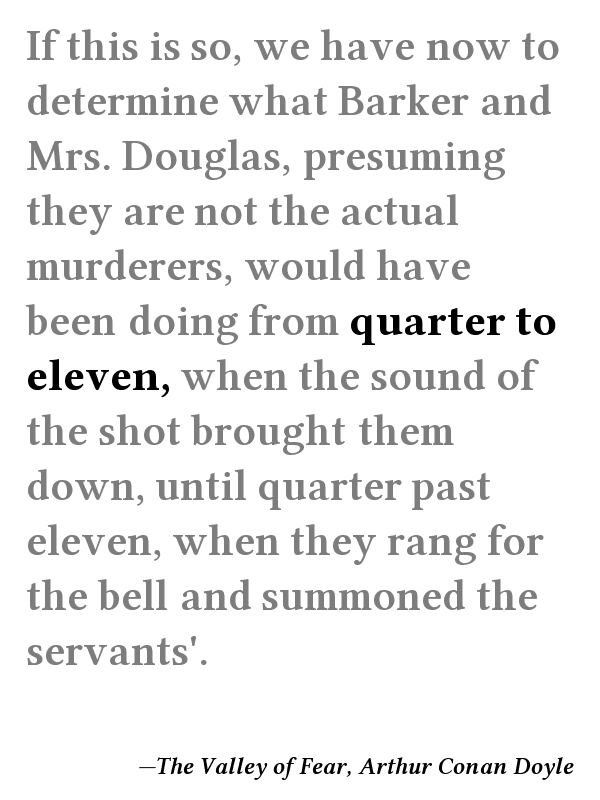 If this is so, we have now to
determine what Barker and
Mrs. Douglas, presuming
they are not the actual
murderers, would have
been doing from quarter to
eleven, when the sound of
the shot brought them
down, until quarter past
eleven, when they rang for
the bell and summoned the
servants'.
—The Valley of Fear, Arthur Conan Doyle